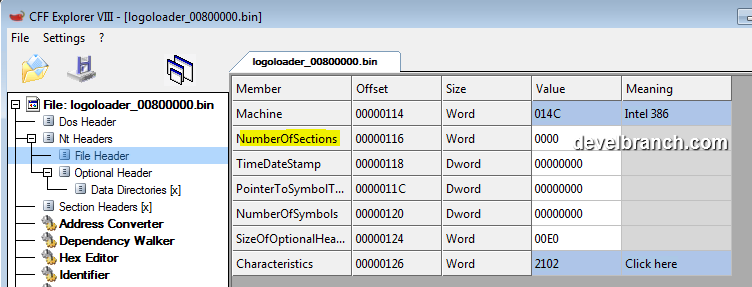 CFF Explorer VIII - [logoloader_00800000.bin]
File Settings ?
logoloader_00800000.bin
File: logoloader_00800000.bin
Dos Header
Nt Headers
File Header
Optional Header
Data Directories [x]
Section Headers [x]
Address Converter
Dependency Walker
Hex Editor
Identifier
Member Offset Size Value Meaning
Machine 00000114 Word 014C Intel 386
NumberOfSections 00000116 Word 0000
TimeDateStamp 00000118 Dword 00000000
PointerToSymbolT... 0000011C Dword 00000000
NumberOfSymbols 00000120 Dword 00000000
SizeOfOptionalHea... 00000124 Word 00E0
Characteristics 00000126 Word 2102 Click here
develbranch.com